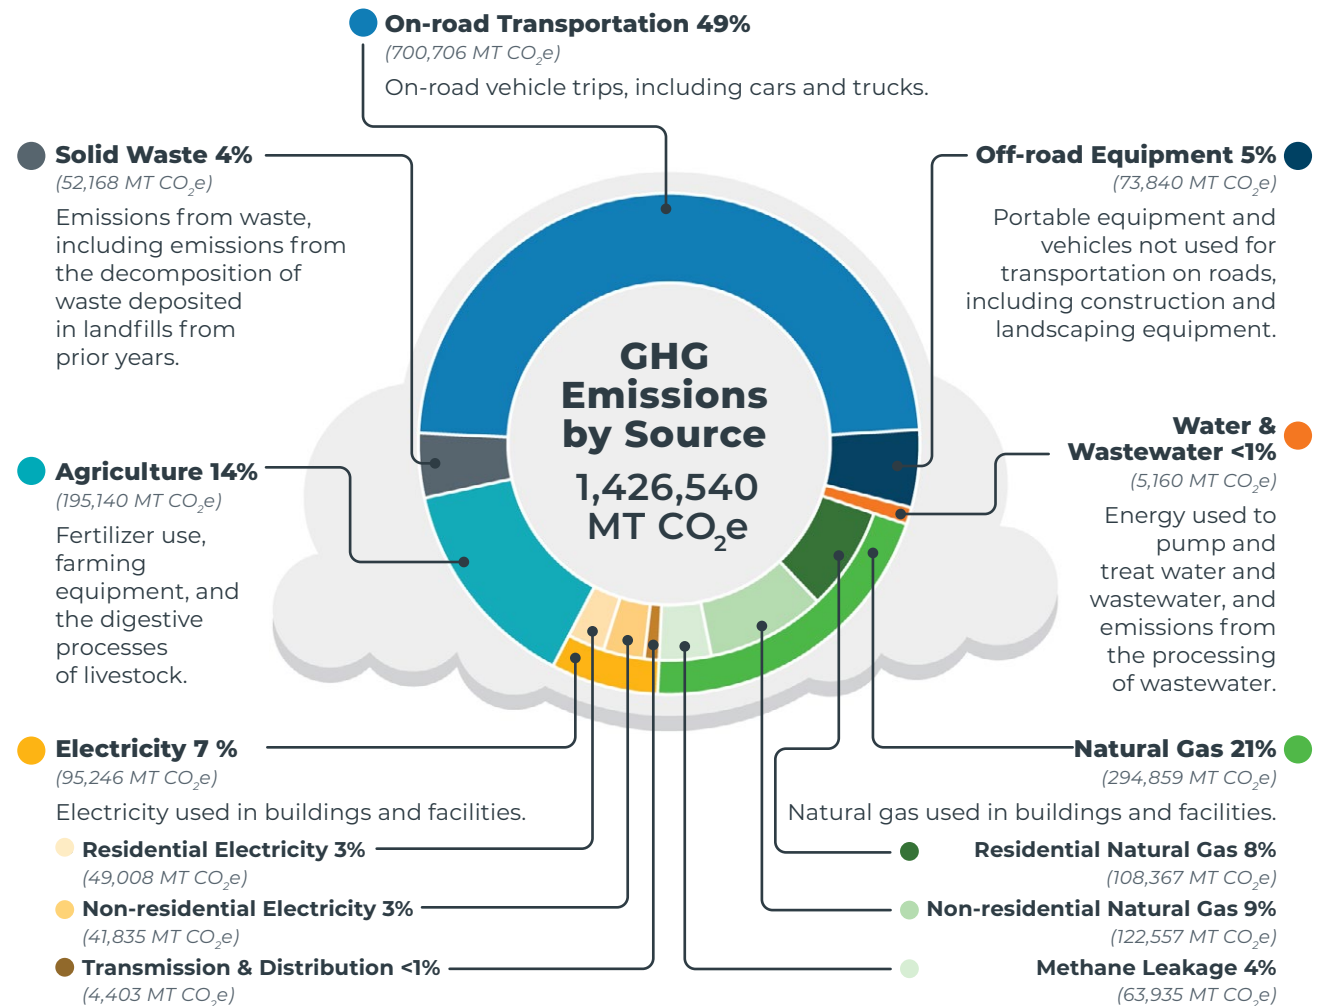 On-road Transportation 49%
(700,706 MT CO₂e)
On-road vehicle trips, including cars and trucks.
Solid Waste 4%
(52,168 MT CO₂e)
Emissions from waste,
including emissions from
the decomposition of
waste deposited
in landfills from
prior years.
Off-road Equipment 5%
(73,840 MT CO₂e)
Portable equipment and
vehicles not used for
transportation on roads,
including construction and
landscaping equipment.
GHG
Emissions
by Source
1,426,540
MT CO₂e
Agriculture 14%
(195,140 MT CO₂e)
Fertilizer use,
farming
equipment, and
the digestive
processes
of livestock.
Water &
Wastewater <1%
(5,160 MT CO₂e)
Energy used to
pump and
treat water and
wastewater, and
emissions from
the processing
of wastewater.
Electricity 7 %
(95,246 MT CO₂e)
Electricity used in buildings and facilities.
Residential Electricity 3%
(49,008 MT CO₂e)
Non-residential Electricity 3%
(41,835 MT CO₂e)
Transmission & Distribution <1%
(4,403 MT CO₂e)
Natural Gas 21%
(294,859 MT CO₂e)
Natural gas used in buildings and facilities.
Residential Natural Gas 8%
(108,367 MT CO₂e)
Non-residential Natural Gas 9%
(122,557 MT CO₂e)
Methane Leakage 4%
(63,935 MT CO₂e)